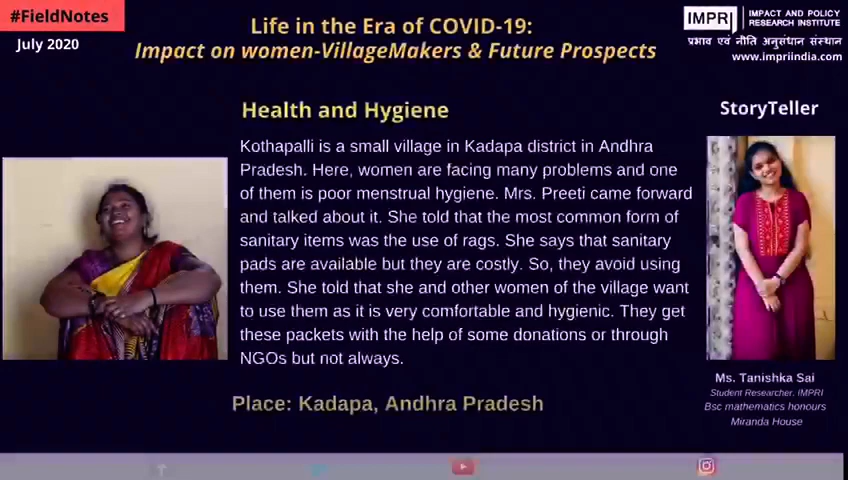 #FieldNotes
July 2020
Life in the Era of COVID-19:
Impact on women-VillageMakers & Future Prospects
IMPRI
IMPACT AND POLICY
RESEARCH INSTITUTE
प्रभाव एवं नीति अनुसंधान संस्थान
www.impriindia.com
Health and Hygiene
Kothapalli is a small village in Kadapa district in Andhra
Pradesh. Here, women are facing many problems and one
of them is poor menstrual hygiene. Mrs. Preeti came forward
and talked about it. She told that the most common form of
sanitary items was the use of rags. She says that sanitary
pads are available but they are costly. So, they avoid using
them. She told that she and other women of the village want
to use them as it is very comfortable and hygienic. They get
these packets with the help of some donations or through
NGOs but not always.
Place: Kadapa, Andhra Pradesh
StoryTeller
Ms. Tanishka Sai
Student Researcher, IMPRI
Bsc mathematics honours
Miranda House